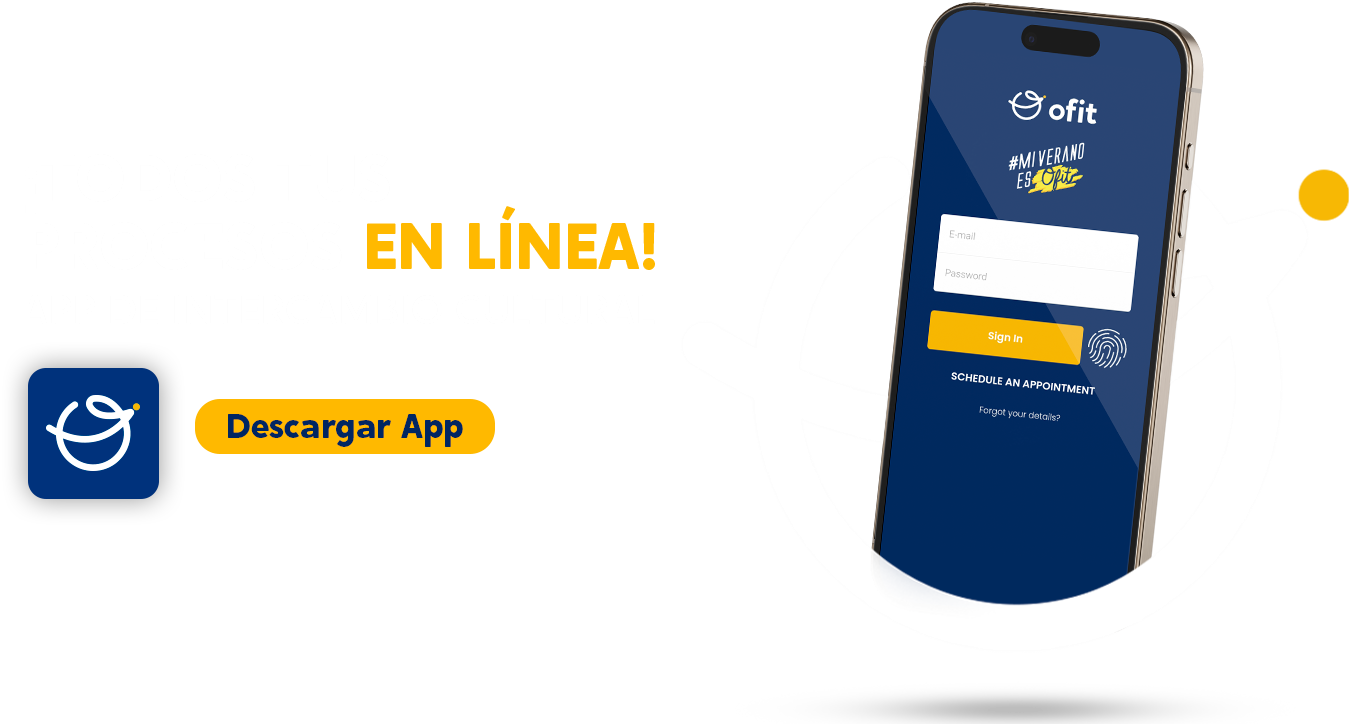 EN LÍNEA!
Descargar App
ofit
#MI VERANO
ES Ofit
E-mail
Password
Sign In
SCHEDULE AN APPOINTMENT
Forgot your details?